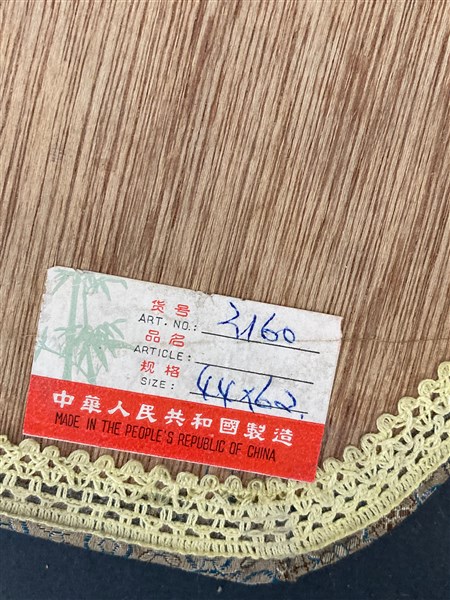 货号
ART. NO.: 2160
品名
ARTICLE:
规格
SIZE: 44x62.
中華人民共和國製造
MADE IN THE PEOPLE'S REPUBLIC OF CHINA